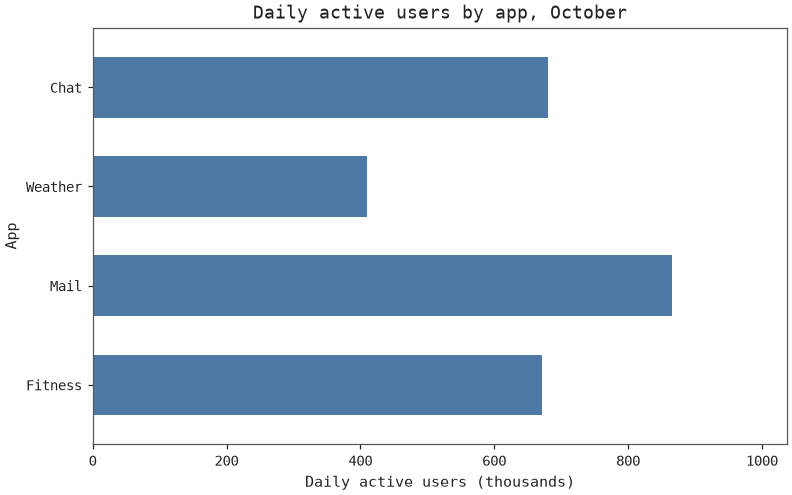 Daily active users by app, October
App
Chat
Weather
Mail
Fitness
0 200 400 600 800 1000
Daily active users (thousands)